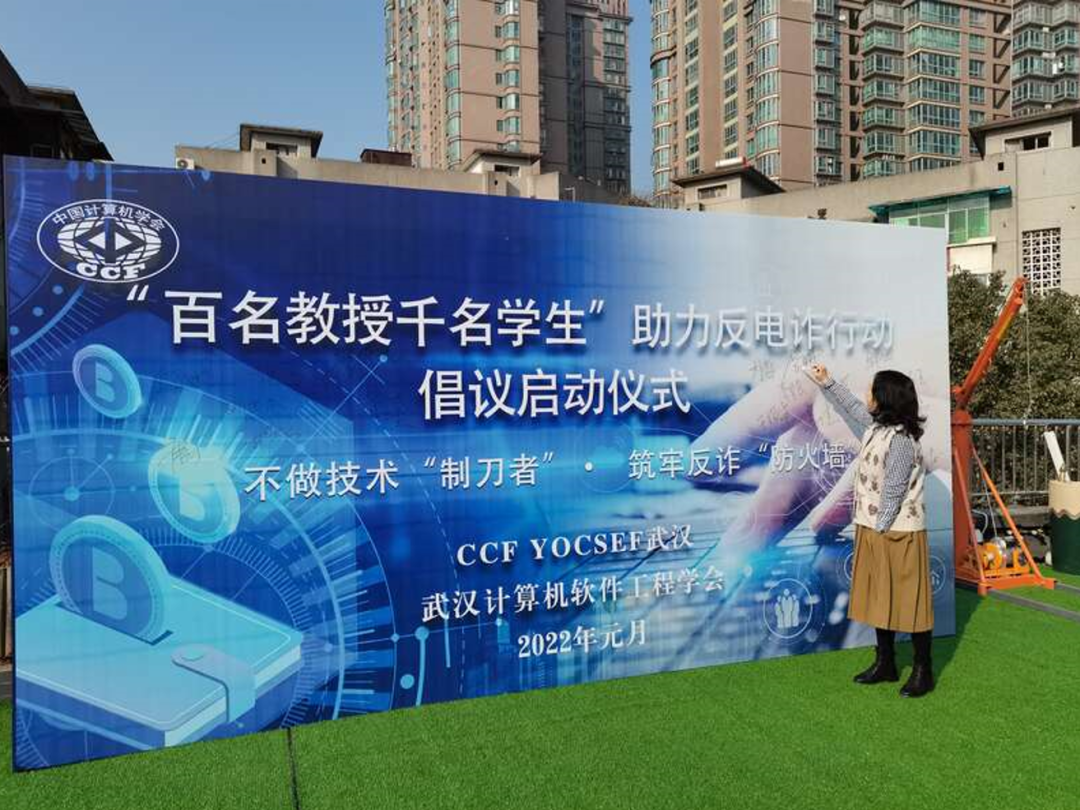 中国计算机学会
CCF
“百名教授千名学生”助力反电诈行动
倡议启动仪式
不做技术“制刀者”·筑牢反诈“防火墙
CCF YOCSEF武汉
武汉计算机软件工程学会
2022年元月